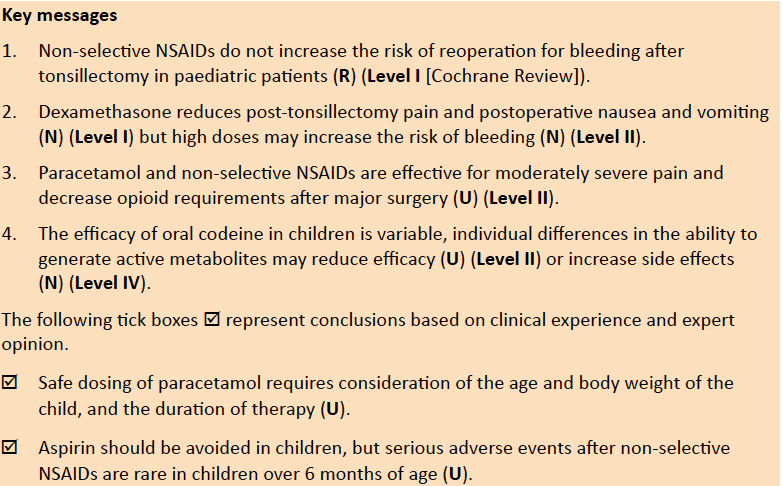 Key messages
1. Non-selective NSAIDs do not increase the risk of reoperation for bleeding after
tonsillectomy in paediatric patients (R) (Level I [Cochrane Review]).
2. Dexamethasone reduces post-tonsillectomy pain and postoperative nausea and vomiting
(N) (Level I) but high doses may increase the risk of bleeding (N) (Level II).
3. Paracetamol and non-selective NSAIDs are effective for moderately severe pain and
decrease opioid requirements after major surgery (U) (Level II).
4. The efficacy of oral codeine in children is variable, individual differences in the ability to
generate active metabolites may reduce efficacy (U) (Level II) or increase side effects
(N) (Level IV).
The following tick boxes ☑ represent conclusions based on clinical experience and expert
opinion.
☑ Safe dosing of paracetamol requires consideration of the age and body weight of the
child, and the duration of therapy (U).
☑ Aspirin should be avoided in children, but serious adverse events after non-selective
NSAIDs are rare in children over 6 months of age (U).